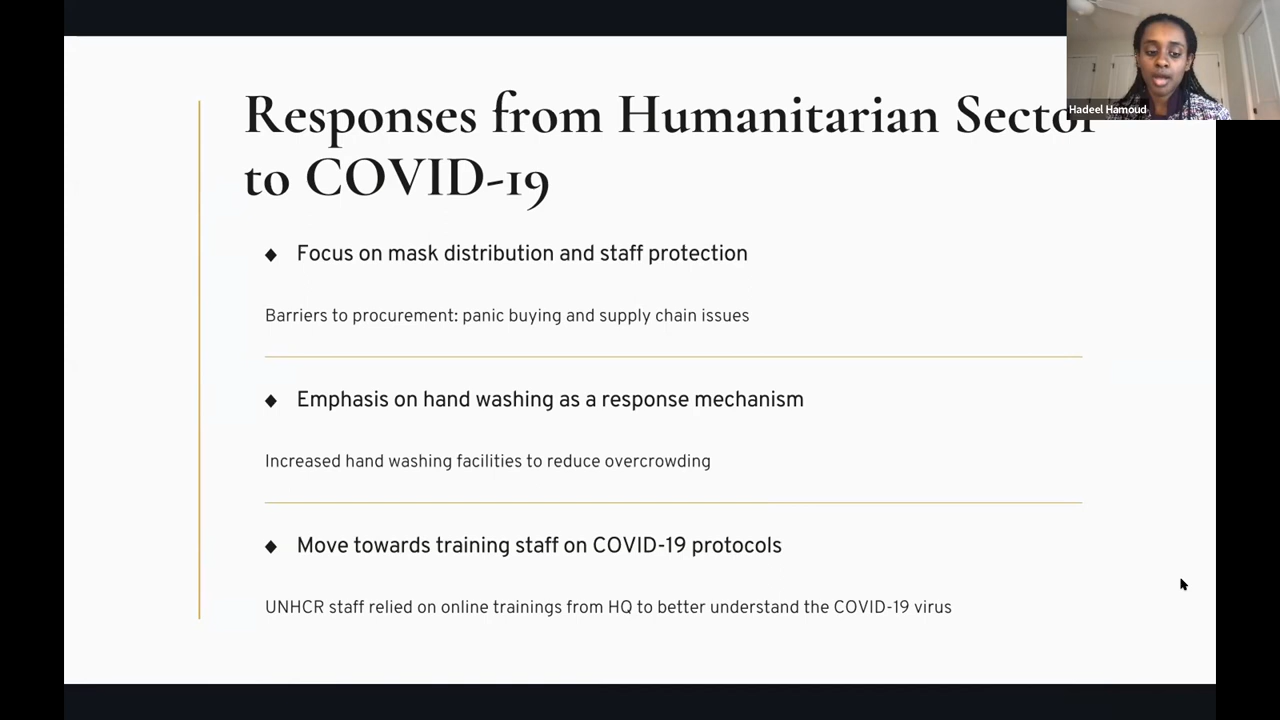 Responses from Humanitarian Sector
to COVID-19
Hadeel Hamoud
◆ Focus on mask distribution and staff protection
Barriers to procurement: panic buying and supply chain issues
◆ Emphasis on hand washing as a response mechanism
Increased hand washing facilities to reduce overcrowding
◆ Move towards training staff on COVID-19 protocols
UNHCR staff relied on online trainings from HQ to better understand the COVID-19 virus